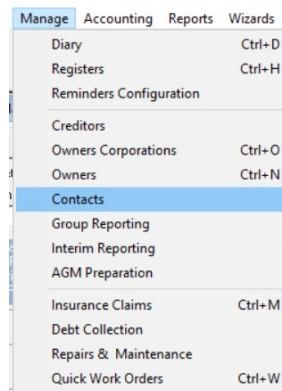 Manage Accounting Reports Wizards
Diary Ctrl+D
Registers Ctrl+H
Reminders Configuration
Creditors
Owners Corporations Ctrl+O
Owners Ctrl+N
Contacts
Group Reporting
Interim Reporting
AGM Preparation
Insurance Claims Ctrl+M
Debt Collection
Repairs & Maintenance
Quick Work Orders Ctrl+W